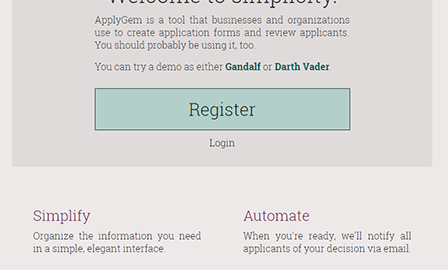 Welcome to simplicity.
ApplyGem is a tool that businesses and organizations
use to create application forms and review applicants.
You should probably be using it, too.
You can try a demo as either Gandalf or Darth Vader.
Register
Login
Simplify
Automate
Organize the information you need
in a simple, elegant interface.
When you're ready, we'll notify all
applicants of your decision via email.